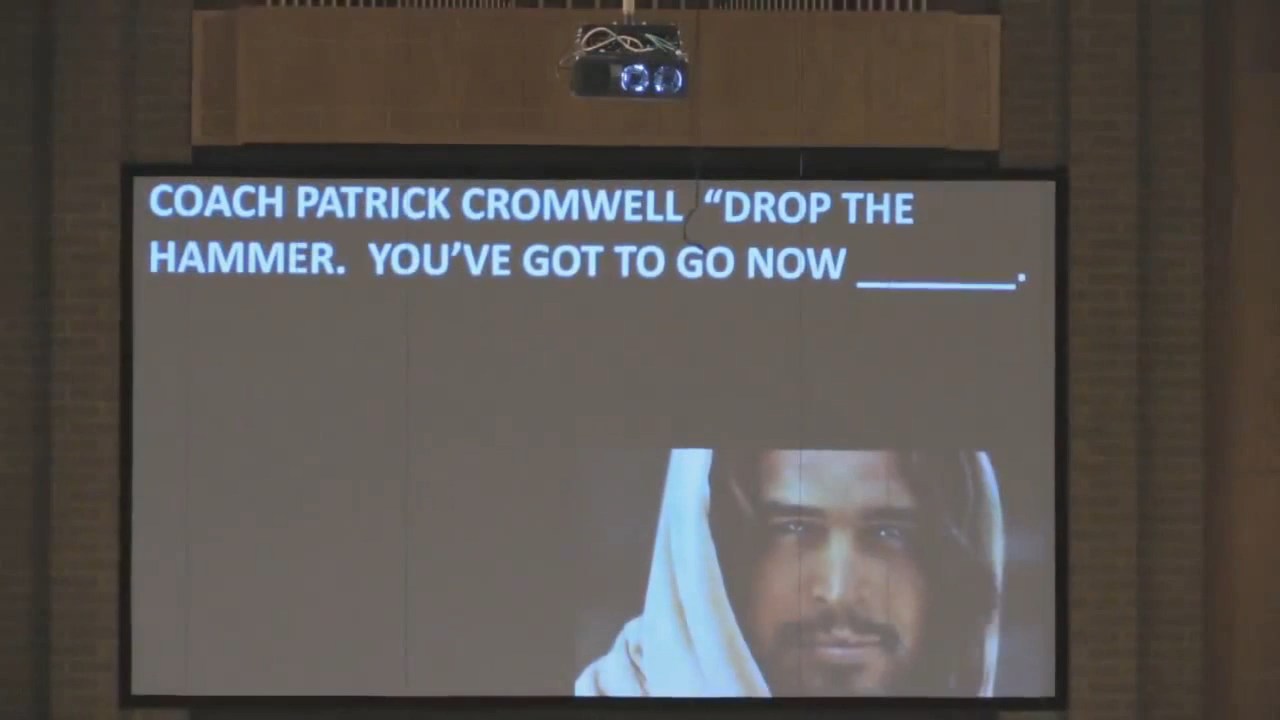 COACH PATRICK CROMWELL “DROP THE
HAMMER. YOU’VE GOT TO GO NOW ________.